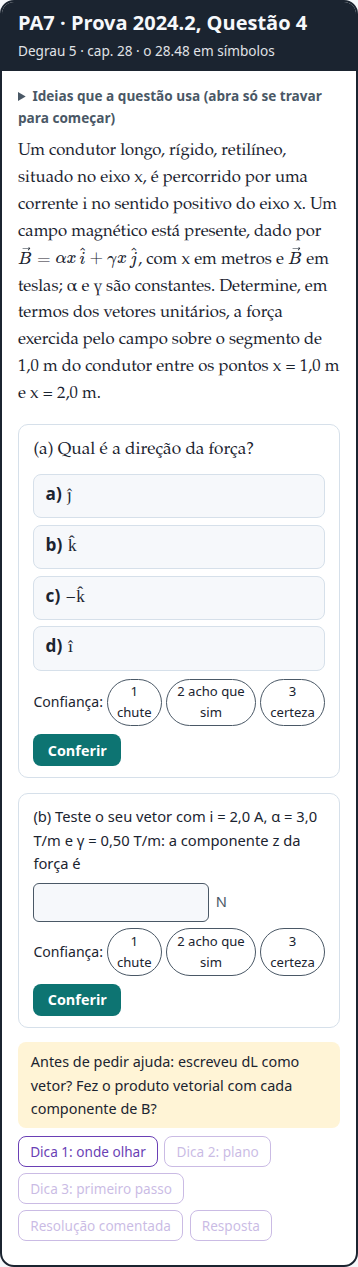 PA7 · Prova 2024.2, Questão 4
Degrau 5 · cap. 28 · o 28.48 em símbolos
▶ Ideias que a questão usa (abra só se travar
para começar)
Um condutor longo, rígido, retilíneo,
situado no eixo x, é percorrido por uma
corrente i no sentido positivo do eixo x. Um
campo magnético está presente, dado por
B⃗ = αx î + γx ĵ, com x em metros e B⃗ em
teslas; α e γ são constantes. Determine, em
termos dos vetores unitários, a força
exercida pelo campo sobre o segmento de
1,0 m do condutor entre os pontos x = 1,0 m
e x = 2,0 m.
(a) Qual é a direção da força?
a) ĵ
b) k̂
c) −k̂
d) î
Confiança: 1 chute 2 acho que sim 3 certeza
Conferir
(b) Teste o seu vetor com i = 2,0 A, α = 3,0
T/m e γ = 0,50 T/m: a componente z da
força é
N
Confiança: 1 chute 2 acho que sim 3 certeza
Conferir
Antes de pedir ajuda: escreveu dL como
vetor? Fez o produto vetorial com cada
componente de B?
Dica 1: onde olhar Dica 2: plano
Dica 3: primeiro passo
Resolução comentada Resposta